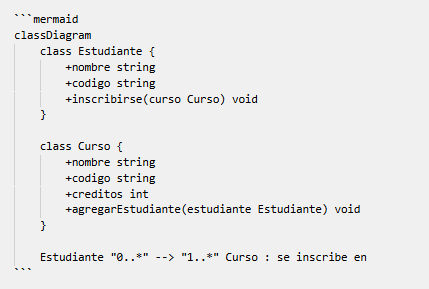 ```mermaid
classDiagram
    class Estudiante {
        +nombre string
        +codigo string
        +inscribirse(curso Curso) void
    }

    class Curso {
        +nombre string
        +codigo string
        +creditos int
        +agregarEstudiante(estudiante Estudiante) void
    }

    Estudiante "0..*" --> "1..*" Curso : se inscribe en
```